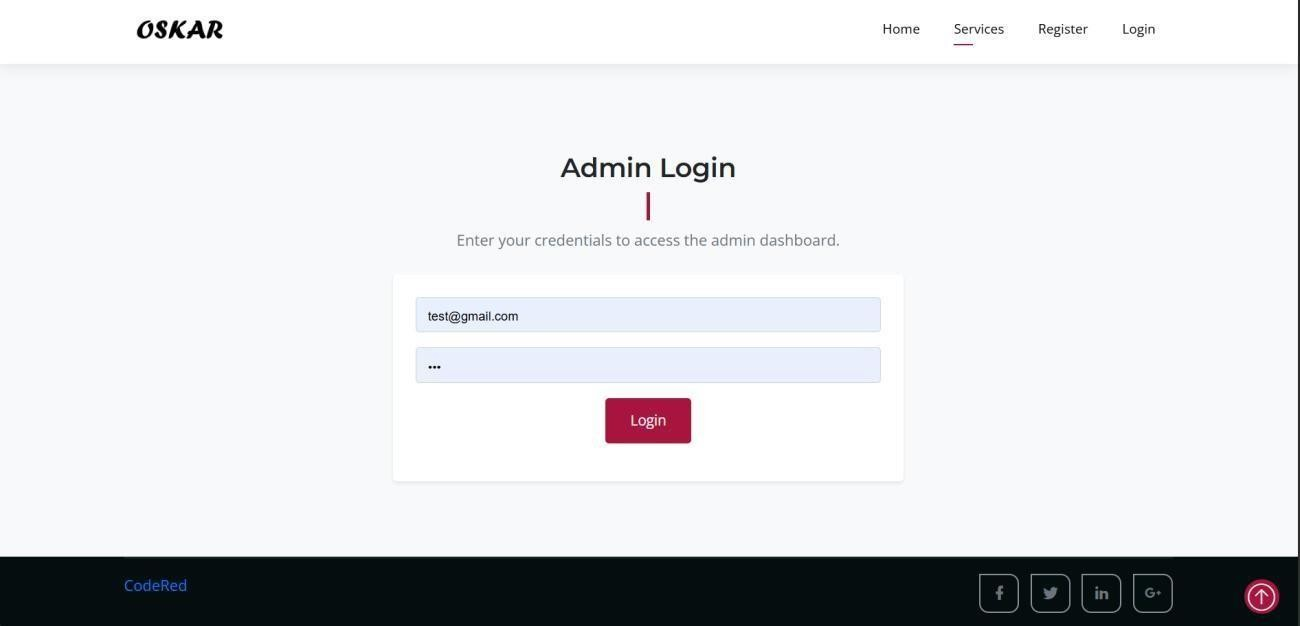 OSKAR
Home Services Register Login
Admin Login
Enter your credentials to access the admin dashboard.
test@gmail.com
•••
Login
CodeRed
f in G+